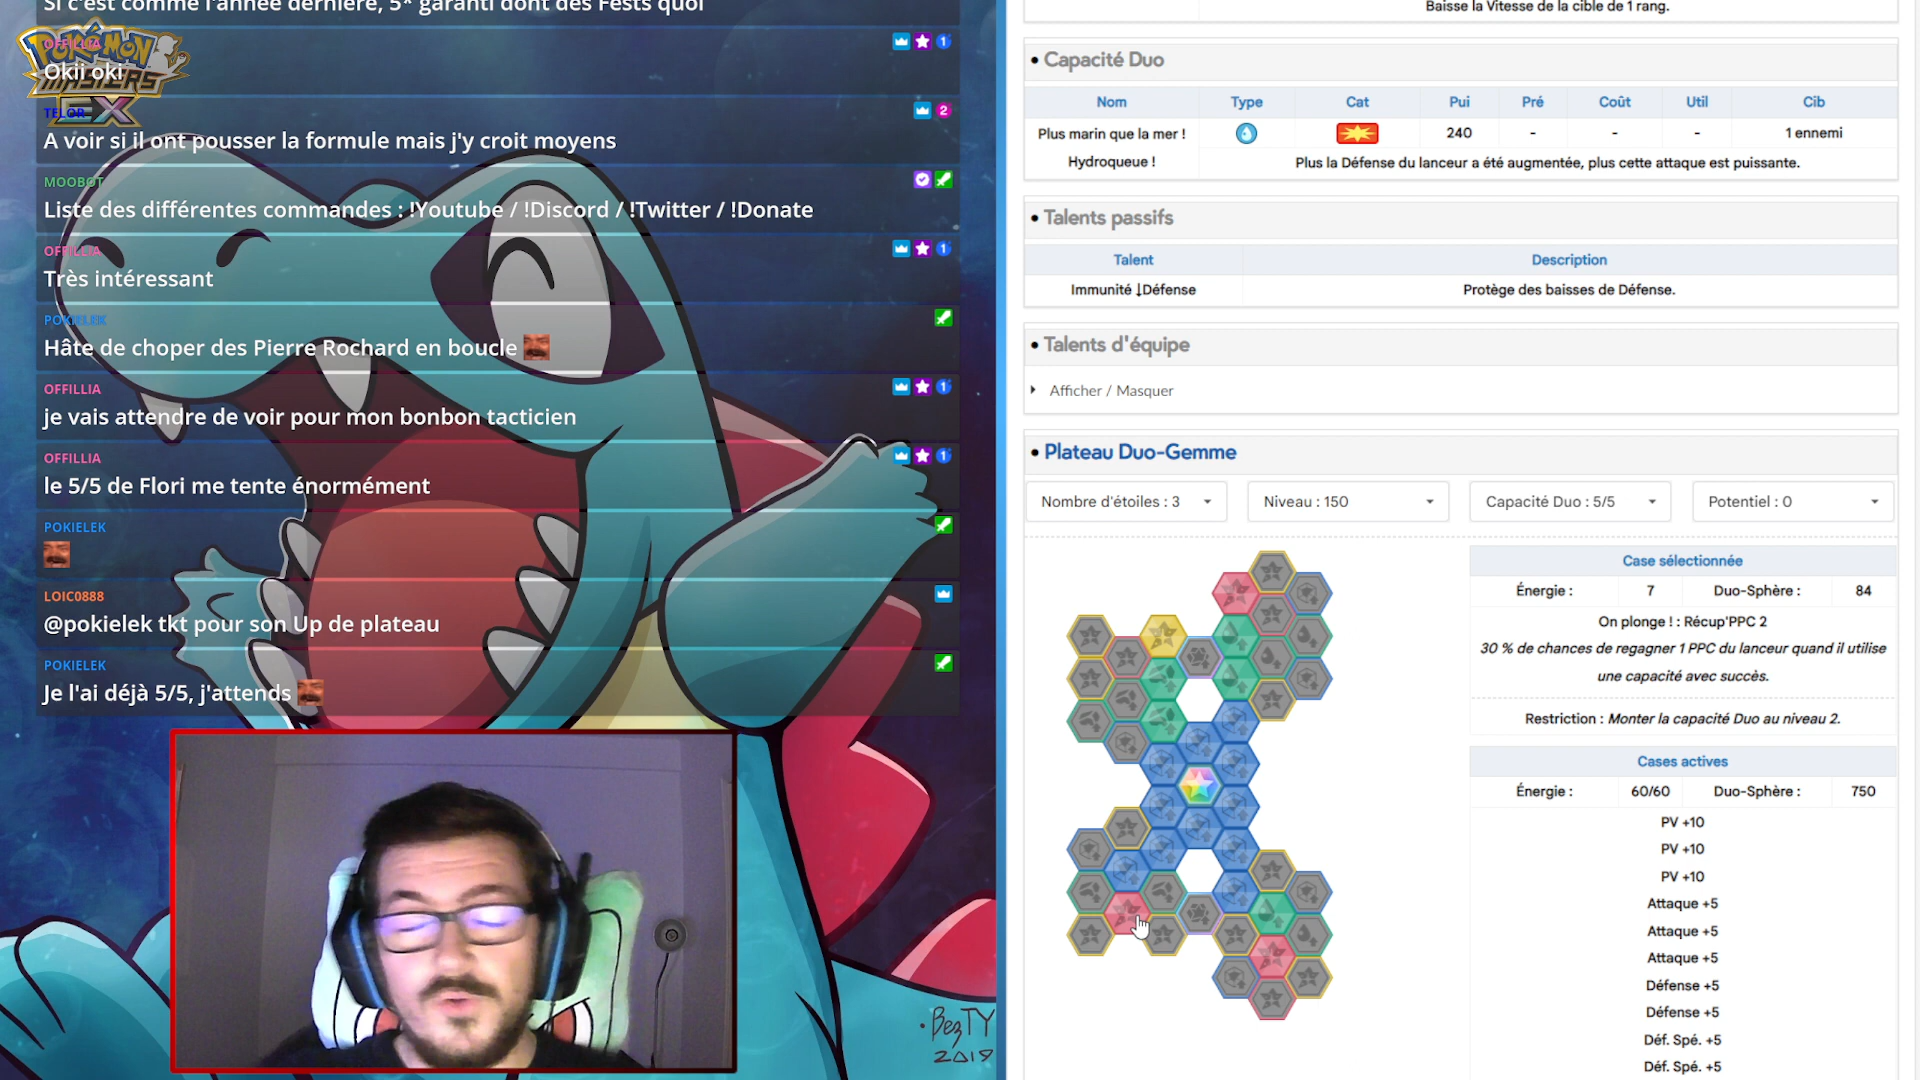 Si c'est comme l'année dernière, 5* garanti dont des Fests quoi
POKÉMON
MASTERS
EX
OFFILLIA
Okii oki
TELOR
A voir si il ont pousser la formule mais j'y croit moyens
MOOBOT
Liste des différentes commandes : !Youtube / !Discord / !Twitter / !Donate
OFFILLIA
Très intéressant
POKIELEK
Hâte de choper des Pierre Rochard en boucle
OFFILLIA
je vais attendre de voir pour mon bonbon tacticien
OFFILLIA
le 5/5 de Flori me tente énormément
POKIELEK
LOIC0888
@pokielek tkt pour son Up de plateau
POKIELEK
Je l'ai déjà 5/5, j'attends
BezTY
2019
Baisse la Vitesse de la cible de 1 rang.
• Capacité Duo
Nom Type Cat Pui Pré Coût Util Cib
Plus marin que la mer ! 240 - - - 1 ennemi
Hydroqueue ! Plus la Défense du lanceur a été augmentée, plus cette attaque est puissante.
• Talents passifs
Talent Description
Immunité ↓Défense Protège des baisses de Défense.
• Talents d'équipe
Afficher / Masquer
• Plateau Duo-Gemme
Nombre d'étoiles : 3 Niveau : 150 Capacité Duo : 5/5 Potentiel : 0
Case sélectionnée
Énergie : 7 Duo-Sphère : 84
On plonge ! : Récup'PPC 2
30 % de chances de regagner 1 PPC du lanceur quand il utilise
une capacité avec succès.
Restriction : Monter la capacité Duo au niveau 2.
Cases actives
Énergie : 60/60 Duo-Sphère : 750
PV +10
PV +10
PV +10
Attaque +5
Attaque +5
Attaque +5
Défense +5
Défense +5
Déf. Spé. +5
Déf. Spé. +5